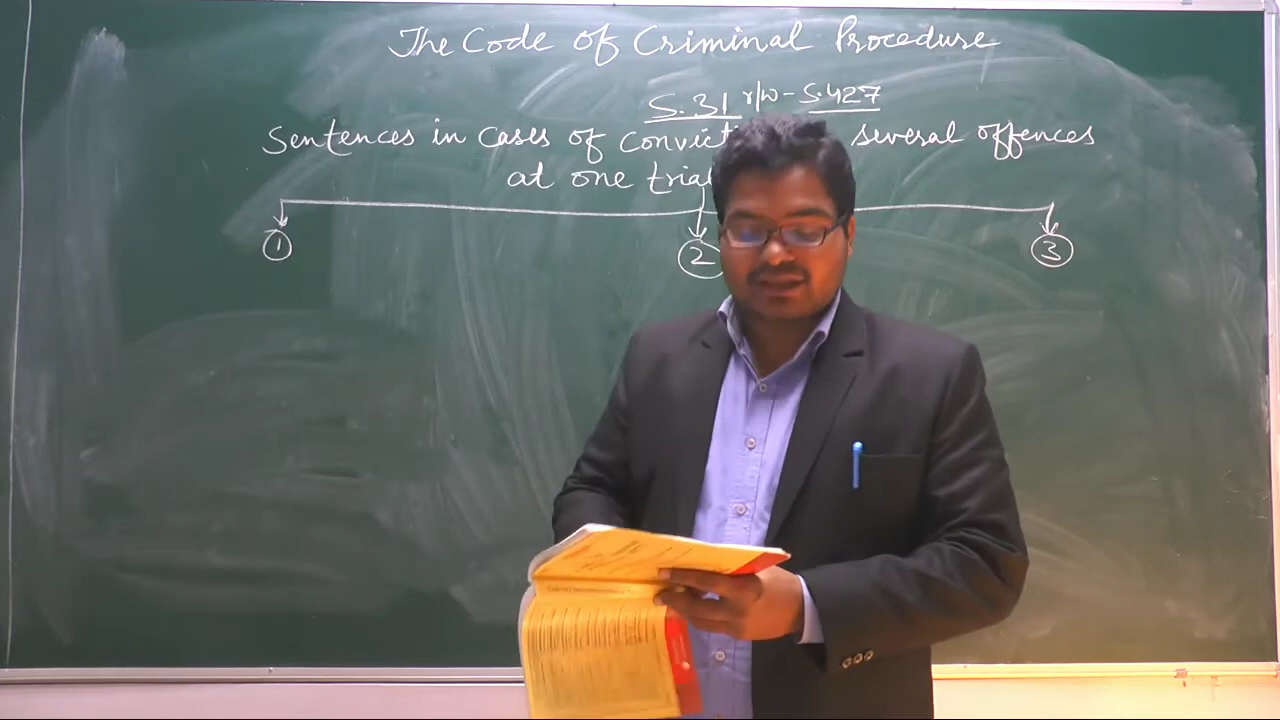 The Code of Criminal Procedure
S.31 r/w - S.427
Sentences in cases of convict several offences
at one trial
1 2 3